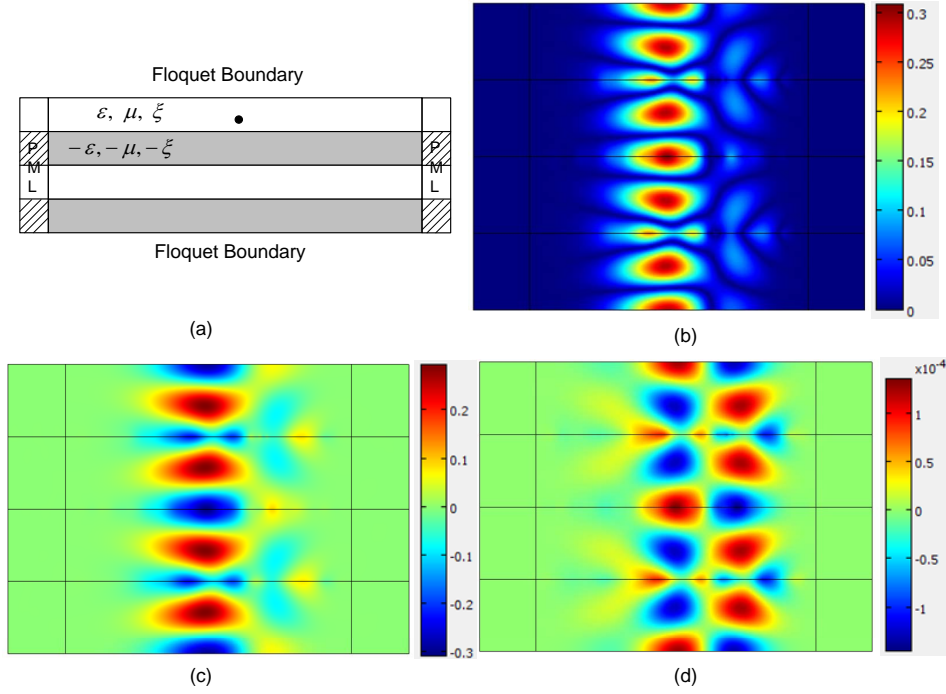 Floquet Boundary
ε, μ, ξ
−ε, −μ, −ξ
P
M
L
P
M
L
Floquet Boundary
(a)
0.3
0.25
0.2
0.15
0.1
0.05
0
(b)
0.2
0.1
0
-0.1
-0.2
-0.3
(c)
x10⁻⁴
1
0.5
0
-0.5
-1
(d)